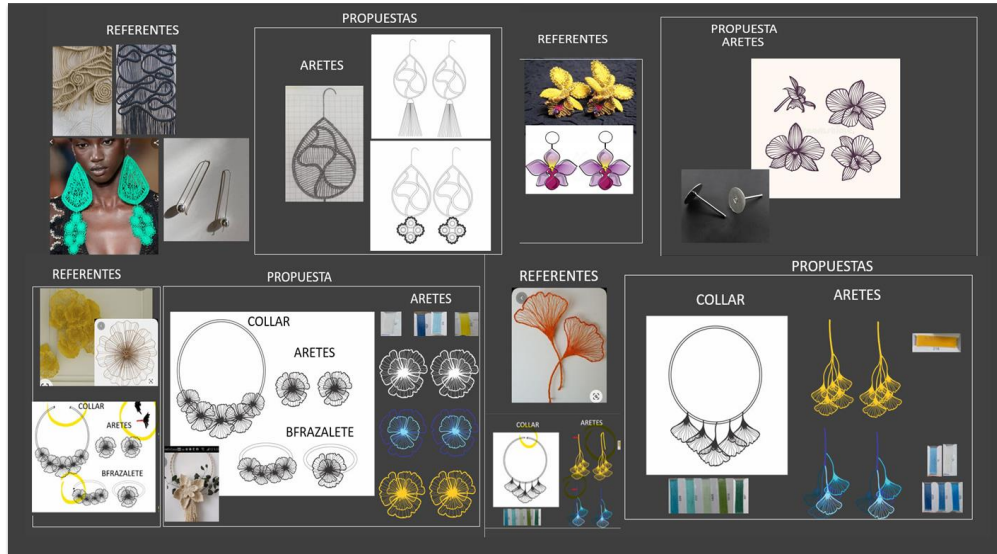 REFERENTES
PROPUESTAS
ARETES
REFERENTES
PROPUESTA
ARETES
REFERENTES
COLLAR
ARETES
BFRAZALETE
PROPUESTA
COLLAR
ARETES
BFRAZALETE
ARETES
REFERENTES
COLLAR
ARETES
PROPUESTAS
COLLAR
ARETES